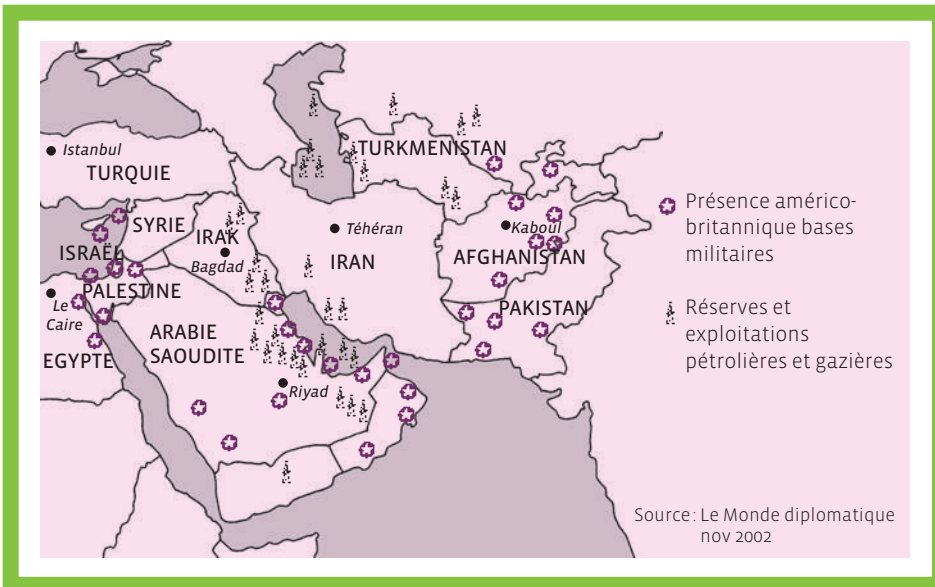 Istanbul
TURQUIE
TURKMENISTAN
SYRIE
IRAK
Téhéran
Kaboul
ISRAËL
Bagdad
IRAN
AFGHANISTAN
PALESTINE
Le
Caire
ARABIE
SAOUDITE
PAKISTAN
EGYPTE
Riyad
Présence américo-
britannique bases
militaires
Réserves et
exploitations
pétrolières et gazières
Source: Le Monde diplomatique
nov 2002